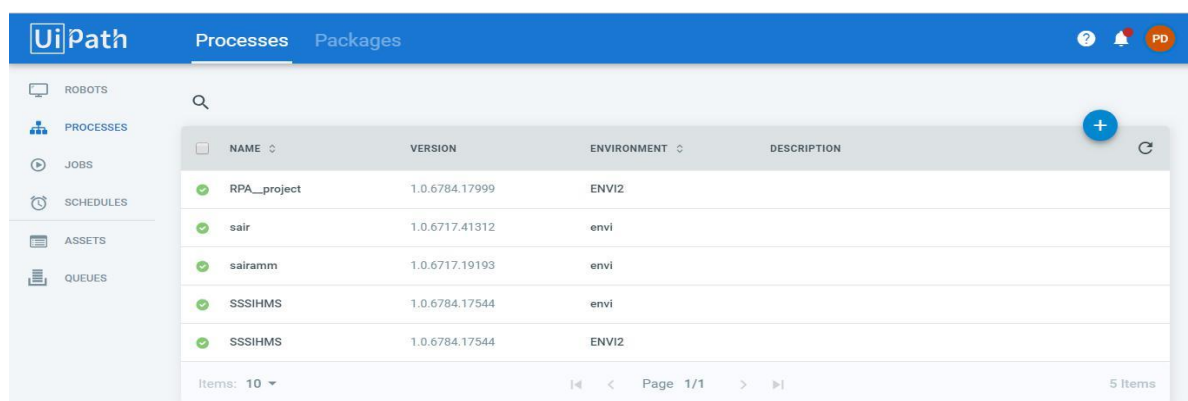 UiPath Processes Packages ? PD
ROBOTS
PROCESSES
JOBS
SCHEDULES
ASSETS
QUEUES
+
NAME VERSION ENVIRONMENT DESCRIPTION
RPA__project 1.0.6784.17999 ENVI2
sair 1.0.6717.41312 envi
sairamm 1.0.6717.19193 envi
SSSIHMS 1.0.6784.17544 envi
SSSIHMS 1.0.6784.17544 ENVI2
Items: 10 Page 1/1 5 Items